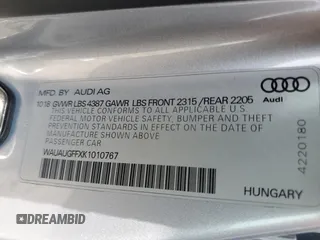 MFD BY AUDI AG
10.18 GVWR LBS 4387 GAWR LBS FRONT 2315 /REAR 2205
THIS VEHICLE CONFORMS TO ALL APPLICABLE U.S.
FEDERAL MOTOR VEHICLE SAFETY, BUMPER AND THEFT
PREVENTION STANDARDS IN EFFECT ON THE DATE OF
MANUFACTURE SHOWN ABOVE
PASSENGER CAR
WAUAUGFFXK1010767
Audi
HUNGARY
4220180
DREAMBID